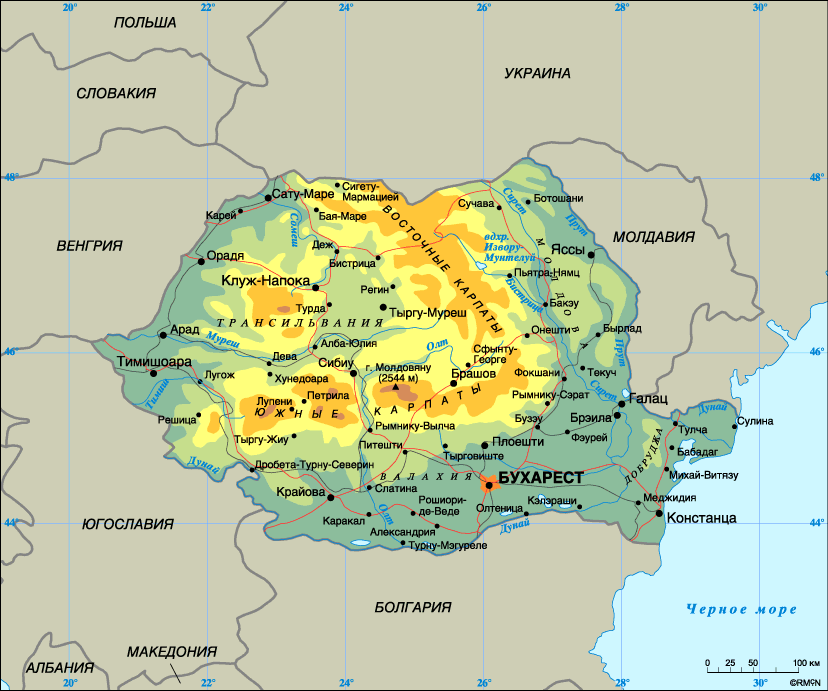 ПОЛЬША
СЛОВАКИЯ
УКРАИНА
ВЕНГРИЯ
МОЛДАВИЯ
ЮГОСЛАВИЯ
БОЛГАРИЯ
МАКЕДОНИЯ
АЛБАНИЯ
Черное море
20°
22°
24°
26°
28°
30°
48°
48°
46°
46°
44°
44°
20°
22°
24°
26°
28°
30°
Сату-Маре
Сигету-
Мармацией
Карей
Бая-Маре
Сомеш
ВОСТОЧНЫЕ КАРПАТЫ
Сучава
Сирет
Ботошани
Прут
Орадя
Деж
Бистрица
вдхр.
Извору-
Мунтелуй
МОЛДОВА
Яссы
Клуж-Напока
Регин
Пьятра-Нямц
Бистрица
Бакэу
Турда
Тыргу-Муреш
ТРАНСИЛЬВАНИЯ
Арад
Муреш
Алба-Юлия
Олт
Онешти
Бырлад
Прут
Тимишоара
Дева
Сибиу
г. Молдовяну
(2544 м)
Сфынту-
Георге
Брашов
Фокшани
Текуч
Лугож
Хунедоара
Тимиш
Лупени
Петрила
ЮЖНЫЕ КАРПАТЫ
Рымнику-Сэрат
Сирет
Галац
Брэила
Решица
Рымнику-Вылча
Бузэу
Фэурей
Дунай
Сулина
Тулча
Тыргу-Жиу
Питешти
Тырговиште
Плоешти
Бабадаг
ДОБРУДЖА
Дунай
Дробета-Турну-Северин
ВАЛАХИЯ
БУХАРЕСТ
Михай-Витязу
Крайова
Слатина
Рошиори-
де-Веде
Олтеница
Кэлэраши
Меджидия
Констанца
Каракал
Олт
Александрия
Дунай
Турну-Мэгуреле
0 25 50 100 км
©RMейN